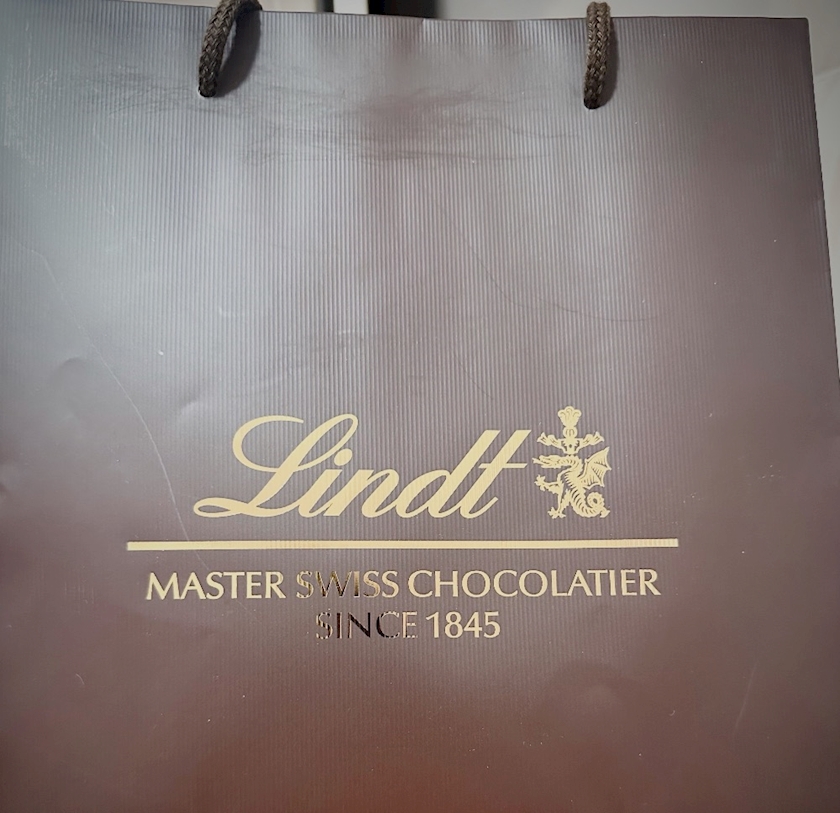 Lindt
MASTER SWISS CHOCOLATIER
SINCE 1845